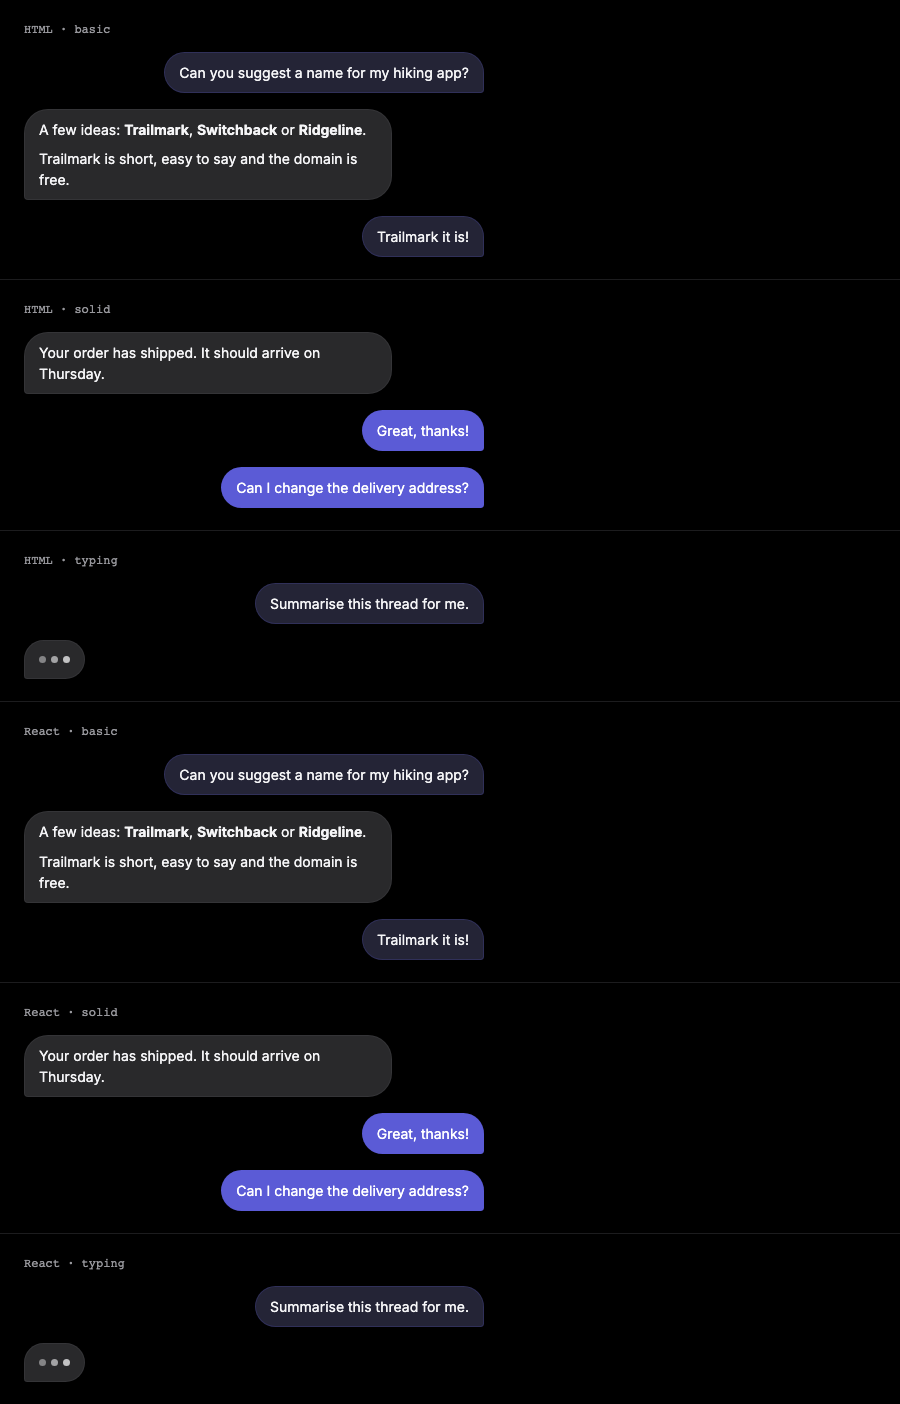 HTML · basic
Can you suggest a name for my hiking app?
A few ideas: Trailmark, Switchback or Ridgeline.
Trailmark is short, easy to say and the domain is
free.
Trailmark it is!
HTML · solid
Your order has shipped. It should arrive on
Thursday.
Great, thanks!
Can I change the delivery address?
HTML · typing
Summarise this thread for me.
React · basic
Can you suggest a name for my hiking app?
A few ideas: Trailmark, Switchback or Ridgeline.
Trailmark is short, easy to say and the domain is
free.
Trailmark it is!
React · solid
Your order has shipped. It should arrive on
Thursday.
Great, thanks!
Can I change the delivery address?
React · typing
Summarise this thread for me.